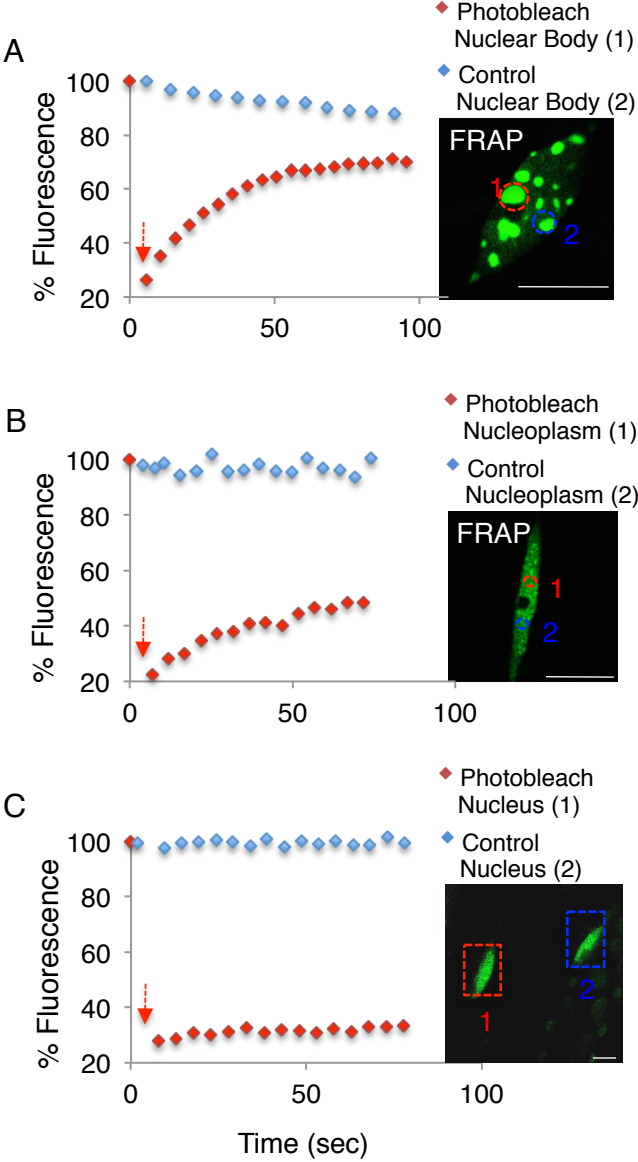 A
Photobleach
Nuclear Body (1)
Control
Nuclear Body (2)
% Fluorescence
100
80
60
40
20
0
50
100
FRAP
1
2
B
Photobleach
Nucleoplasm (1)
Control
Nucleoplasm (2)
% Fluorescence
100
80
60
40
20
0
50
100
FRAP
1
2
C
Photobleach
Nucleus (1)
Control
Nucleus (2)
% Fluorescence
100
80
60
40
20
0
50
100
1
2
Time (sec)